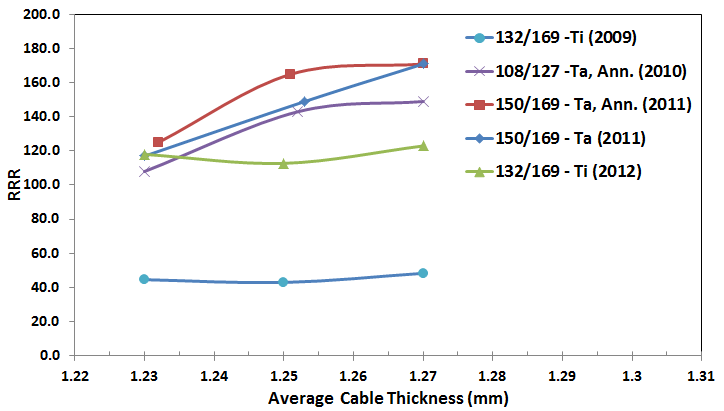 200.0
180.0
160.0
140.0
120.0
100.0
80.0
60.0
40.0
20.0
0.0
RRR
132/169 -Ti (2009)
108/127 -Ta, Ann. (2010)
150/169 - Ta, Ann. (2011)
150/169 - Ta (2011)
132/169 - Ti (2012)
1.22 1.23 1.24 1.25 1.26 1.27 1.28 1.29 1.3 1.31
Average Cable Thickness (mm)